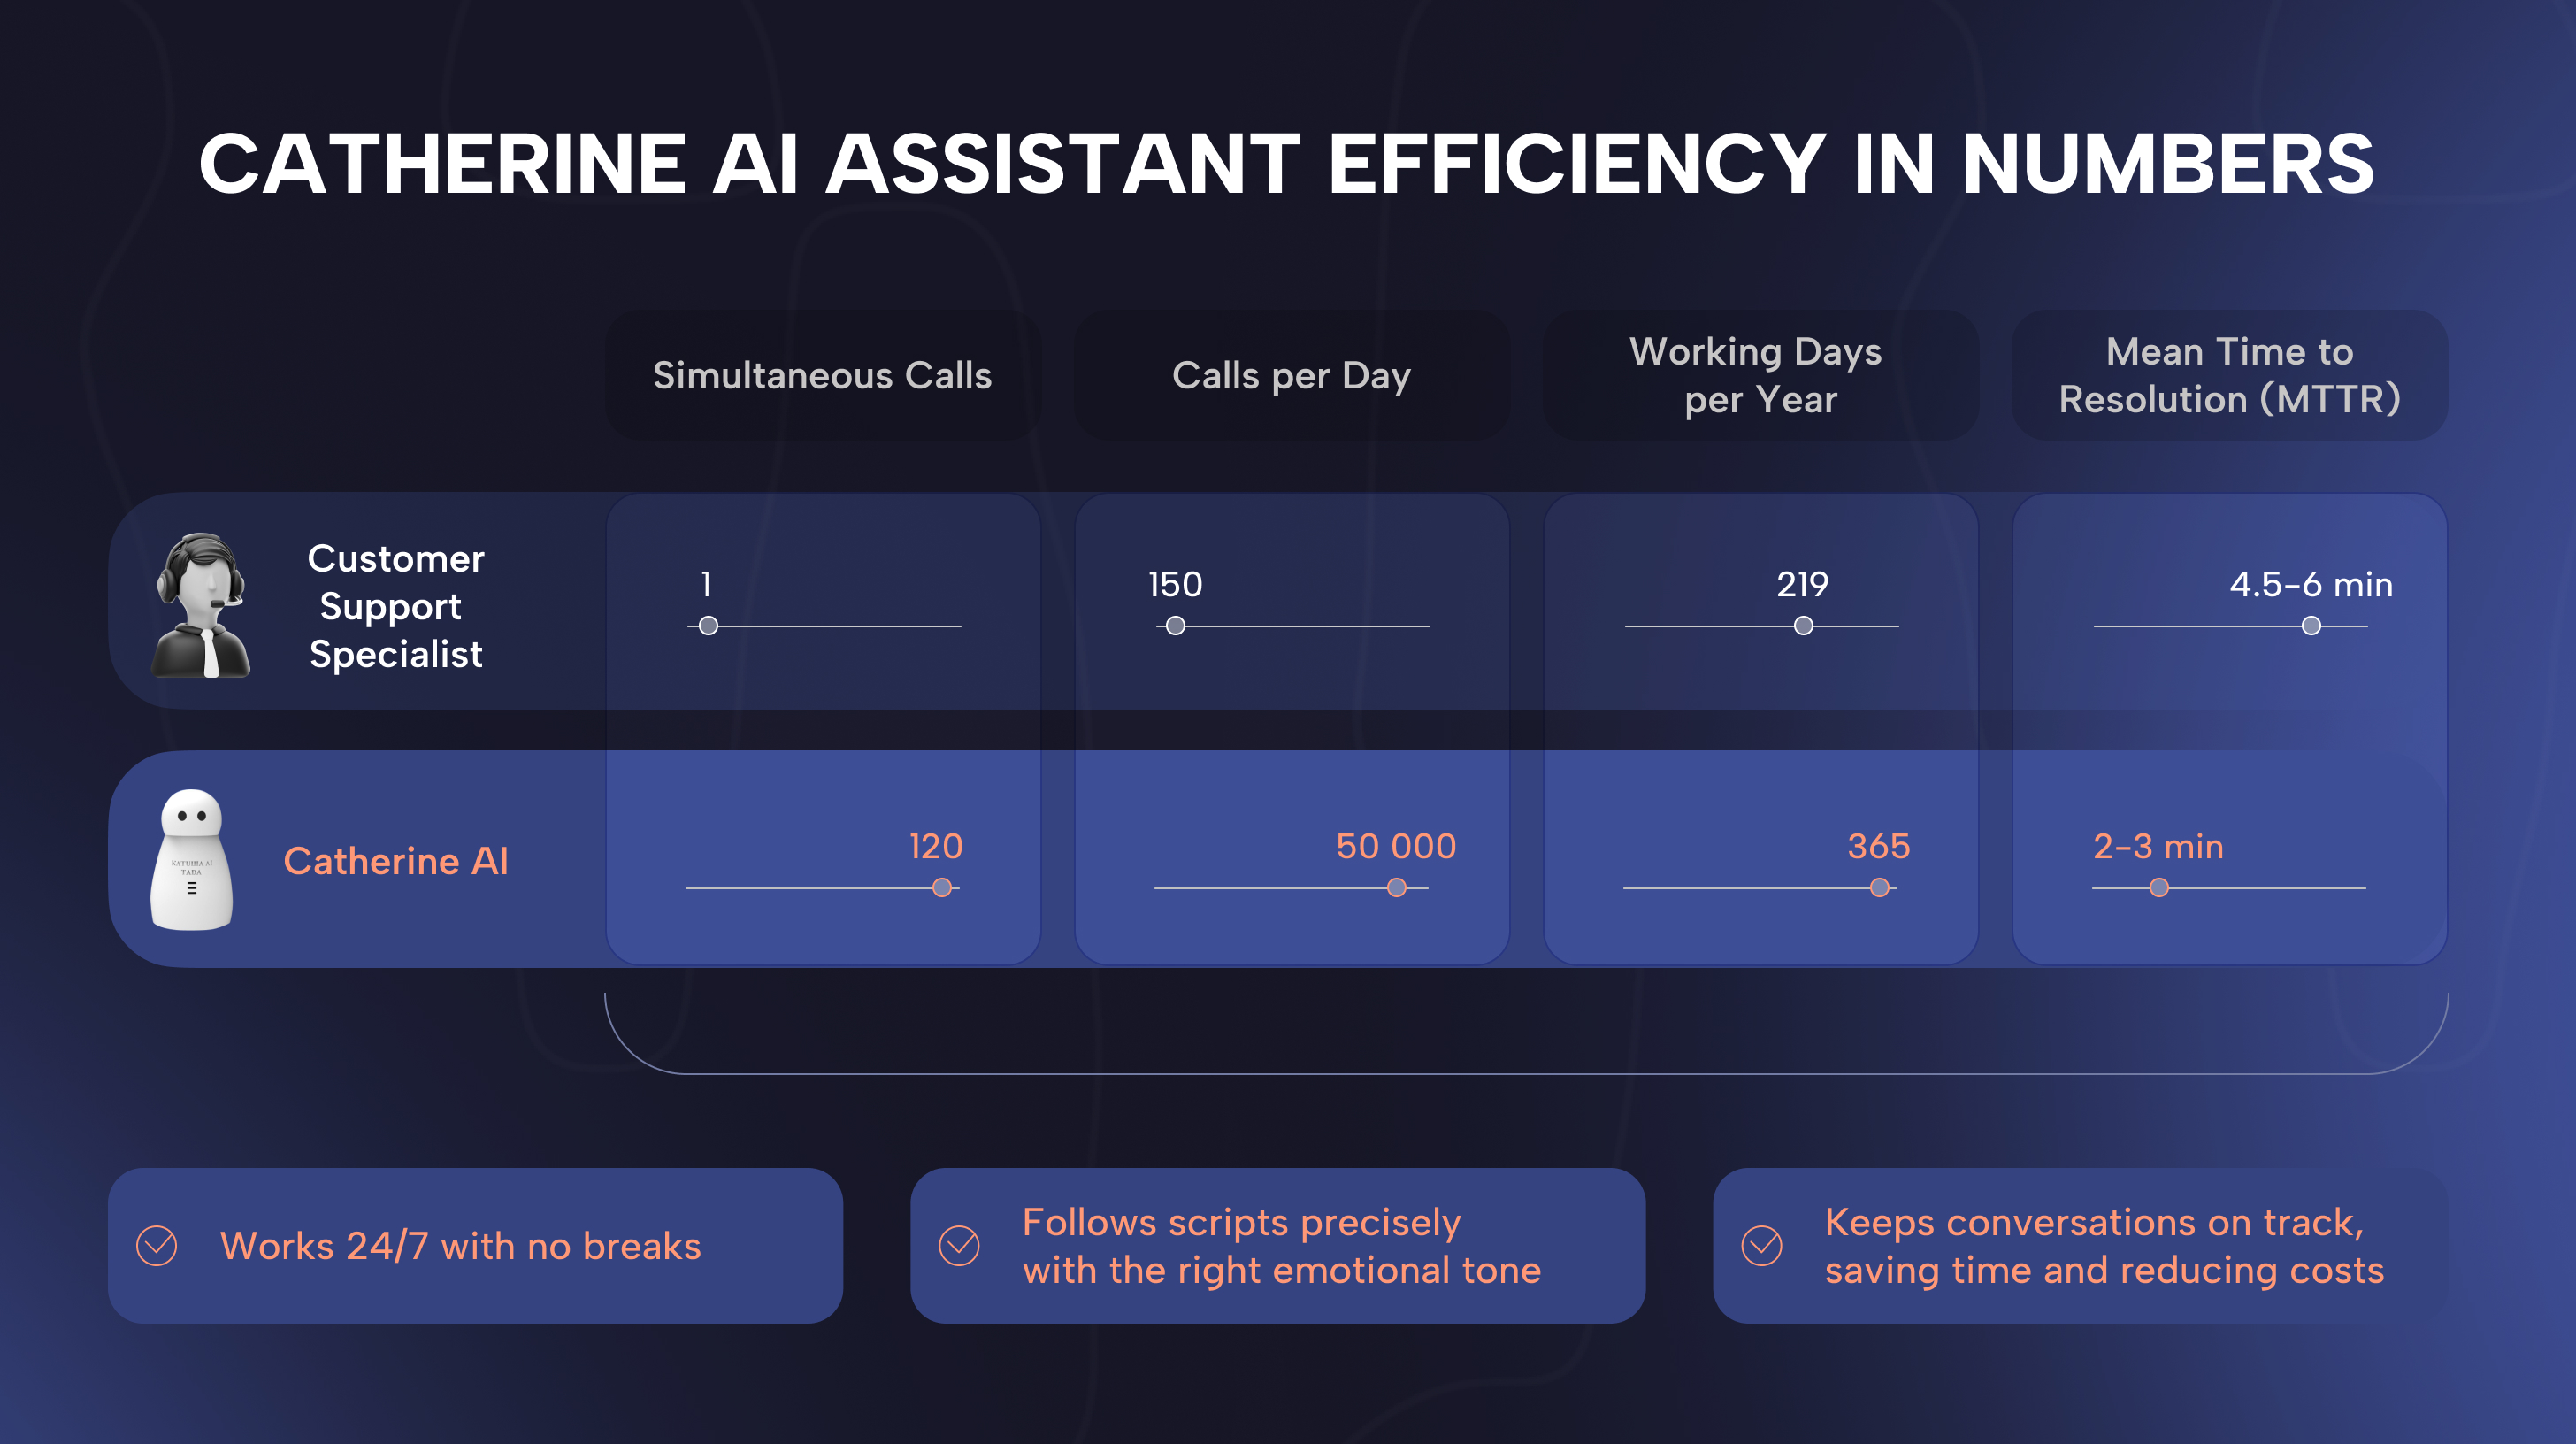 CATHERINE AI ASSISTANT EFFICIENCY IN NUMBERS
Simultaneous Calls
Calls per Day
Working Days
per Year
Mean Time to
Resolution (MTTR)
Customer
Support
Specialist
1
150
219
4.5-6 min
KATUSHA AI
TADA
Catherine AI
120
50 000
365
2-3 min
Works 24/7 with no breaks
Follows scripts precisely
with the right emotional tone
Keeps conversations on track,
saving time and reducing costs